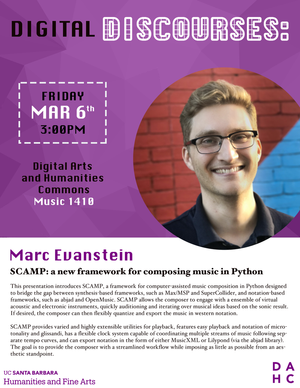 DIGITAL DISCOURSES:
FRIDAY
MAR 6th
3:00PM
Digital Arts
and Humanities
Commons
Music 1410
Marc Evanstein
SCAMP: a new framework for composing music in Python
This presentation introduces SCAMP, a framework for computer-assisted music composition in Python designed
to bridge the gap between synthesis-based frameworks, such as Max/MSP and SuperCollider, and notation-based
frameworks, such as abjad and OpenMusic. SCAMP allows the composer to engage with a ensemble of virtual
acoustic and electronic instruments, quickly auditioning and iterating over musical ideas based on the sonic result.
If desired, the composer can then flexibly quantize and export the music in western notation.
SCAMP provides varied and highly extensible utilities for playback, features easy playback and notation of micro-
tonality and glissandi, has a flexible clock system capable of coordinating multiple streams of music following sep-
arate tempo curves, and can export notation in the form of either MusicXML or Lilypond (via the abjad library).
The goal is to provide the composer with a streamlined workflow while imposing as little as possible from an aes-
thetic standpoint.
UC SANTA BARBARA
Humanities and Fine Arts
D A
H C